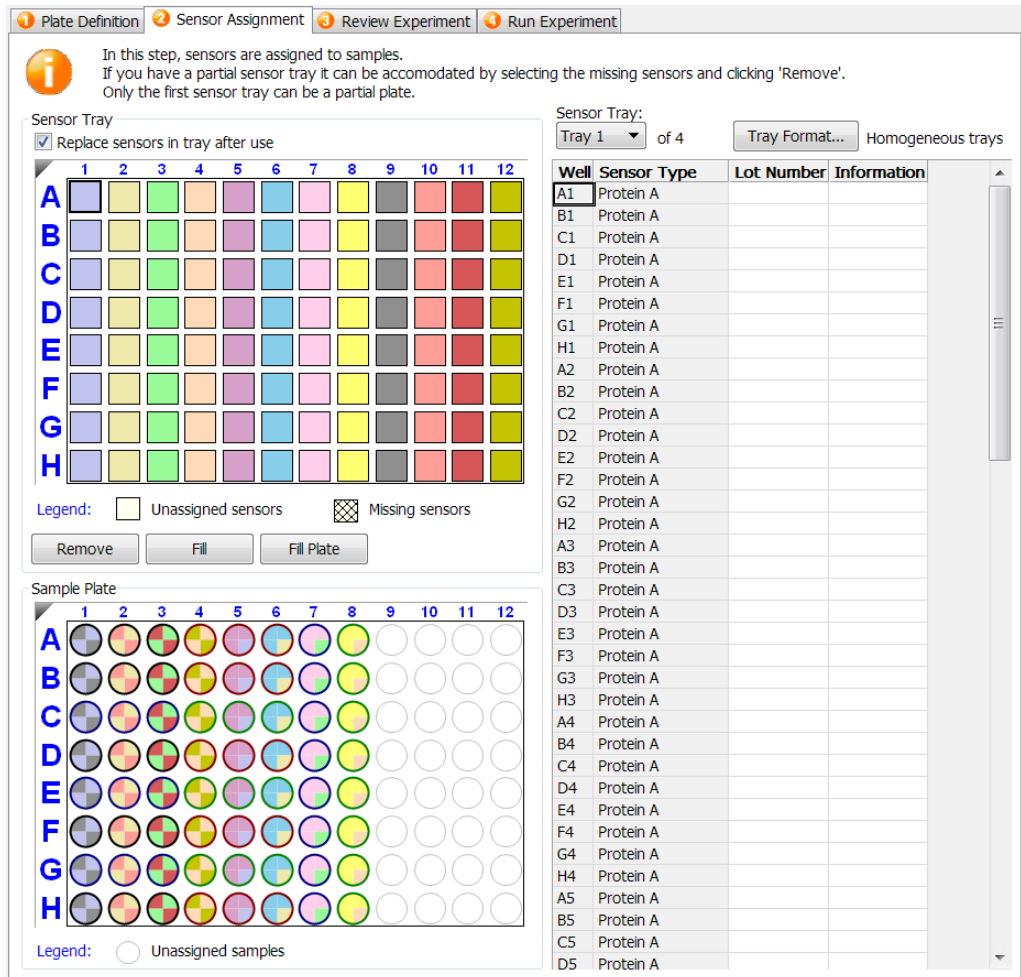 1 Plate Definition 2 Sensor Assignment 3 Review Experiment 4 Run Experiment
In this step, sensors are assigned to samples.
If you have a partial sensor tray it can be accomodated by selecting the missing sensors and clicking 'Remove'.
Only the first sensor tray can be a partial plate.
Sensor Tray
Replace sensors in tray after use
1 2 3 4 5 6 7 8 9 10 11 12
A
B
C
D
E
F
G
H
Legend: Unassigned sensors Missing sensors
Remove Fill Fill Plate
Sample Plate
1 2 3 4 5 6 7 8 9 10 11 12
A
B
C
D
E
F
G
H
Legend: Unassigned samples
Sensor Tray:
Tray 1 of 4 Tray Format... Homogeneous trays
Well Sensor Type Lot Number Information
A1 Protein A
B1 Protein A
C1 Protein A
D1 Protein A
E1 Protein A
F1 Protein A
G1 Protein A
H1 Protein A
A2 Protein A
B2 Protein A
C2 Protein A
D2 Protein A
E2 Protein A
F2 Protein A
G2 Protein A
H2 Protein A
A3 Protein A
B3 Protein A
C3 Protein A
D3 Protein A
E3 Protein A
F3 Protein A
G3 Protein A
H3 Protein A
A4 Protein A
B4 Protein A
C4 Protein A
D4 Protein A
E4 Protein A
F4 Protein A
G4 Protein A
H4 Protein A
A5 Protein A
B5 Protein A
C5 Protein A
D5 Protein A